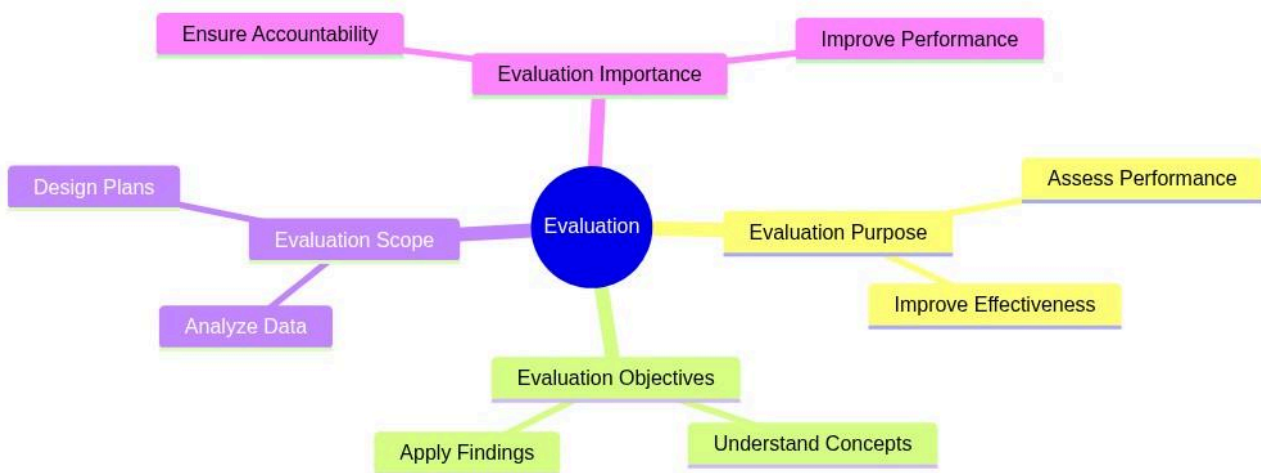 Ensure Accountability
Improve Performance
Evaluation Importance
Design Plans
Assess Performance
Evaluation
Evaluation Purpose
Evaluation Scope
Improve Effectiveness
Analyze Data
Evaluation Objectives
Apply Findings
Understand Concepts